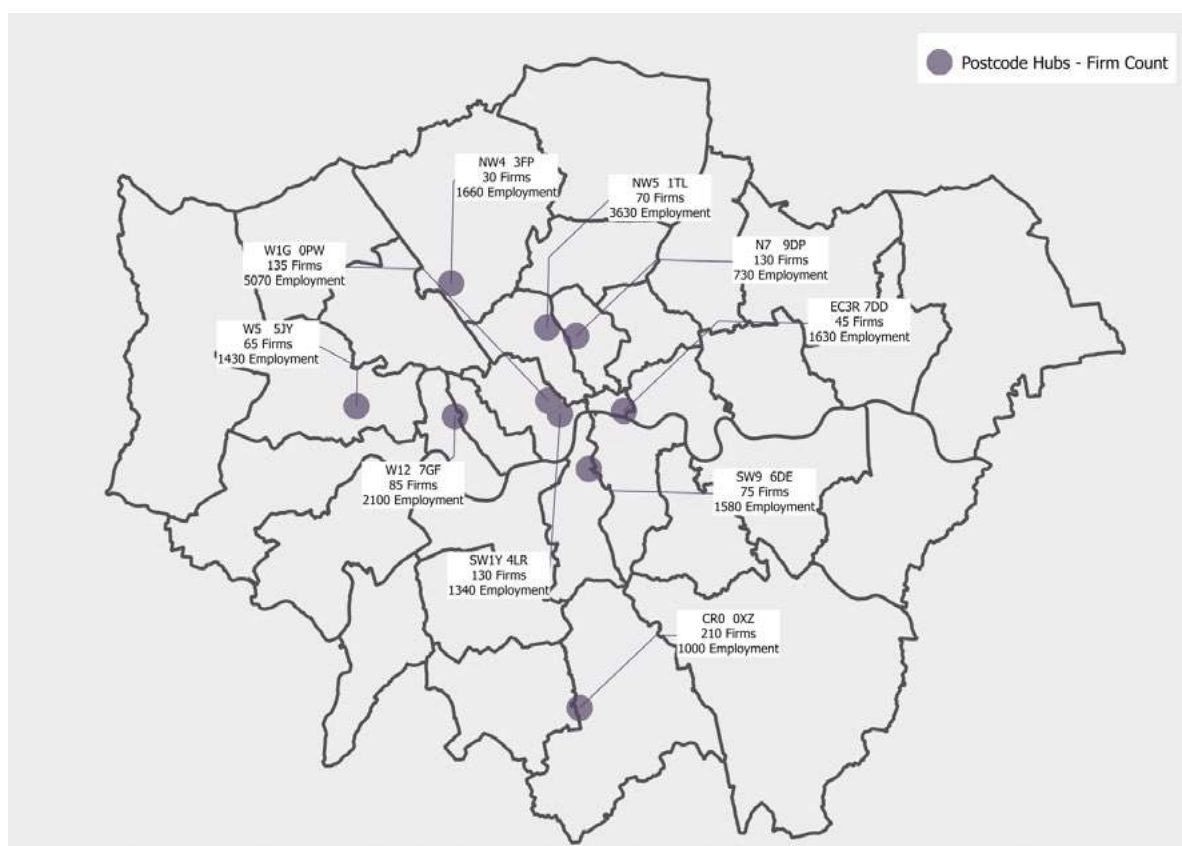 Postcode Hubs - Firm Count
NW4 3FP
30 Firms
1660 Employment
NW5 1TL
70 Firms
3630 Employment
W1G 0PW
135 Firms
5070 Employment
N7 9DP
130 Firms
730 Employment
EC3R 7DD
45 Firms
1630 Employment
W5 5JY
65 Firms
1430 Employment
W12 7GF
85 Firms
2100 Employment
SW9 6DE
75 Firms
1580 Employment
SW1Y 4LR
130 Firms
1340 Employment
CR0 0XZ
210 Firms
1000 Employment